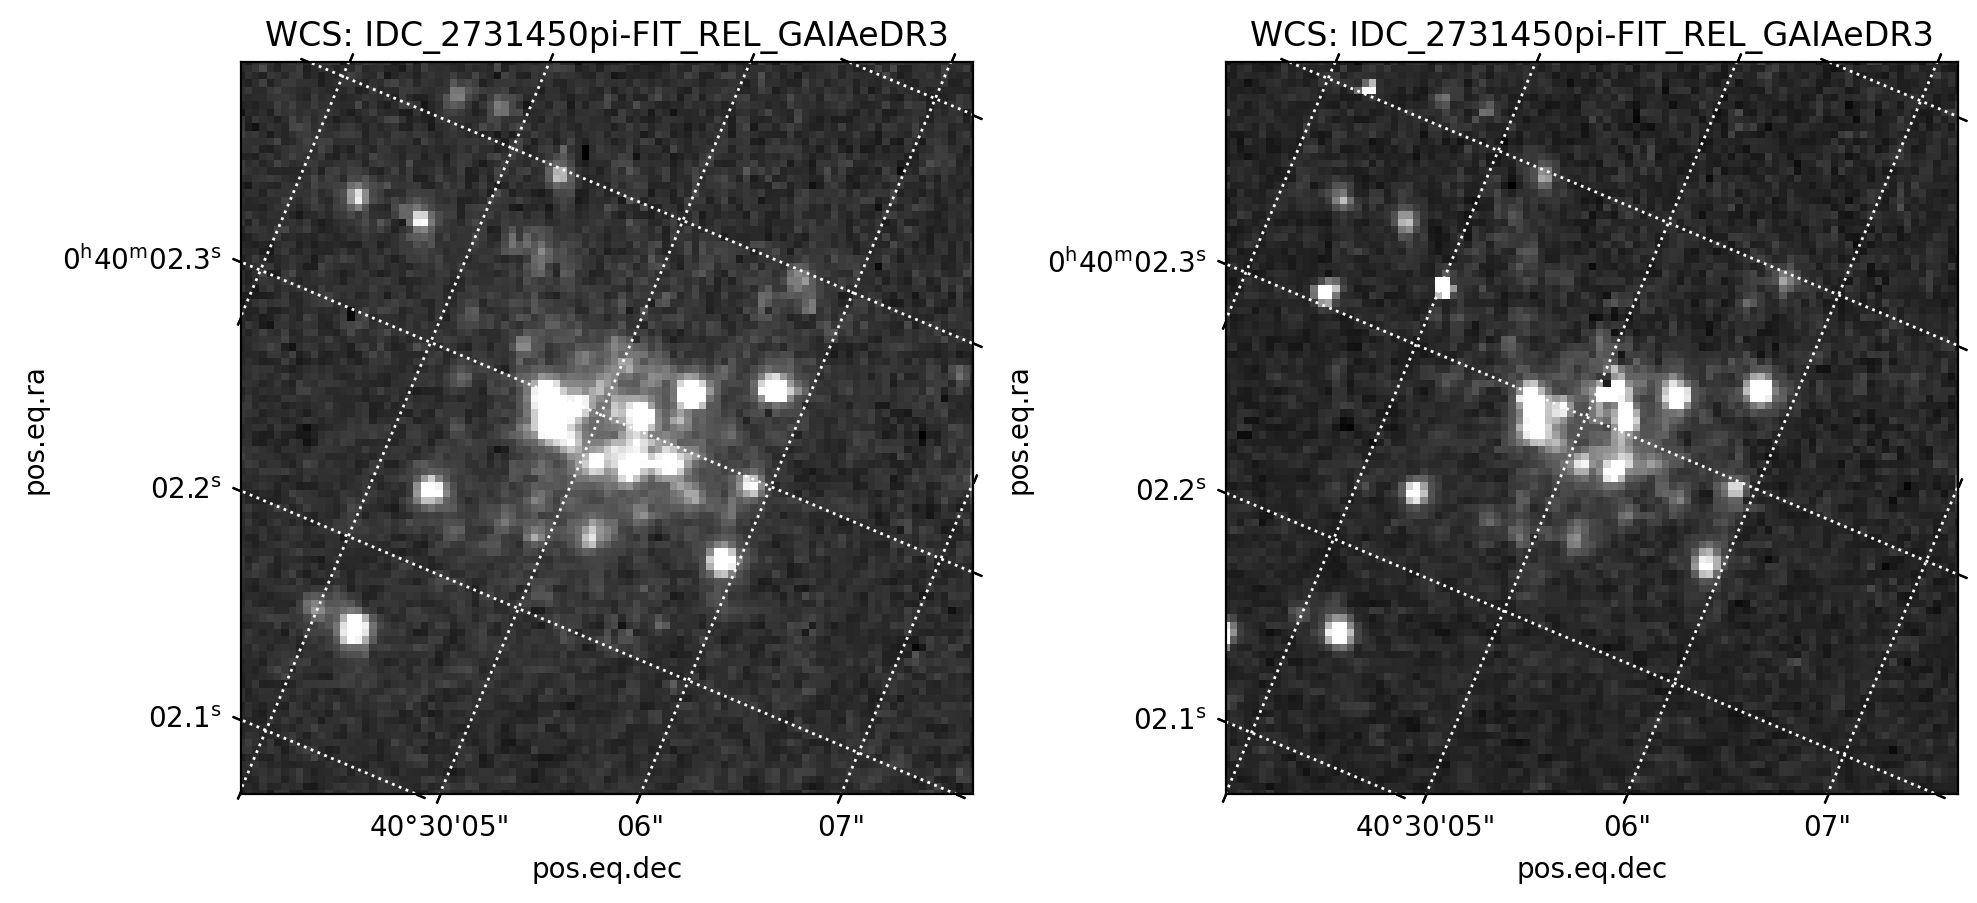 WCS: IDC_2731450pi-FIT_REL_GAIAeDR3
pos.eq.ra
0ʰ40ᵐ02.3ˢ
02.2ˢ
02.1ˢ
40°30'05"
06"
07"
pos.eq.dec
WCS: IDC_2731450pi-FIT_REL_GAIAeDR3
pos.eq.ra
0ʰ40ᵐ02.3ˢ
02.2ˢ
02.1ˢ
40°30'05"
06"
07"
pos.eq.dec